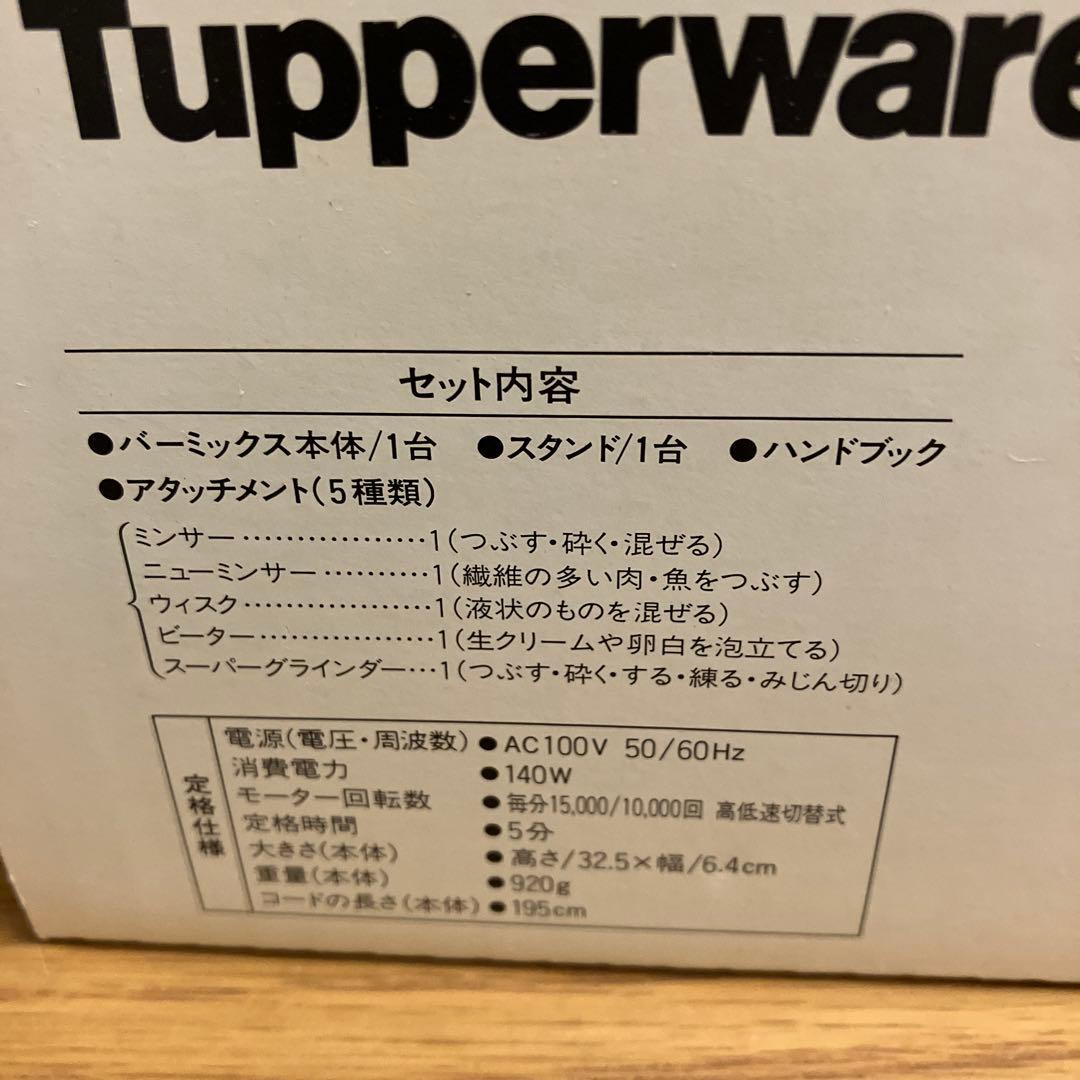 Tupperware
セット内容
●バーミックス本体/1台 ●スタンド/1台 ●ハンドブック
●アタッチメント(5種類)
ミンサー………………1(つぶす・砕く・混ぜる)
ニューミンサー………1(繊維の多い肉・魚をつぶす)
ウィスク………………1(液状のものを混ぜる)
ビーター………………1(生クリームや卵白を泡立てる)
スーパーグラインダー…1(つぶす・砕く・する・練る・みじん切り)
定格仕様
電源(電圧・周波数) ●AC100V 50/60Hz
消費電力 ●140W
モーター回転数 ●毎分15,000/10,000回 高低速切替式
定格時間 ●5分
大きさ(本体) ●高さ/32.5×幅/6.4cm
重量(本体) ●920g
コードの長さ(本体) ●195cm